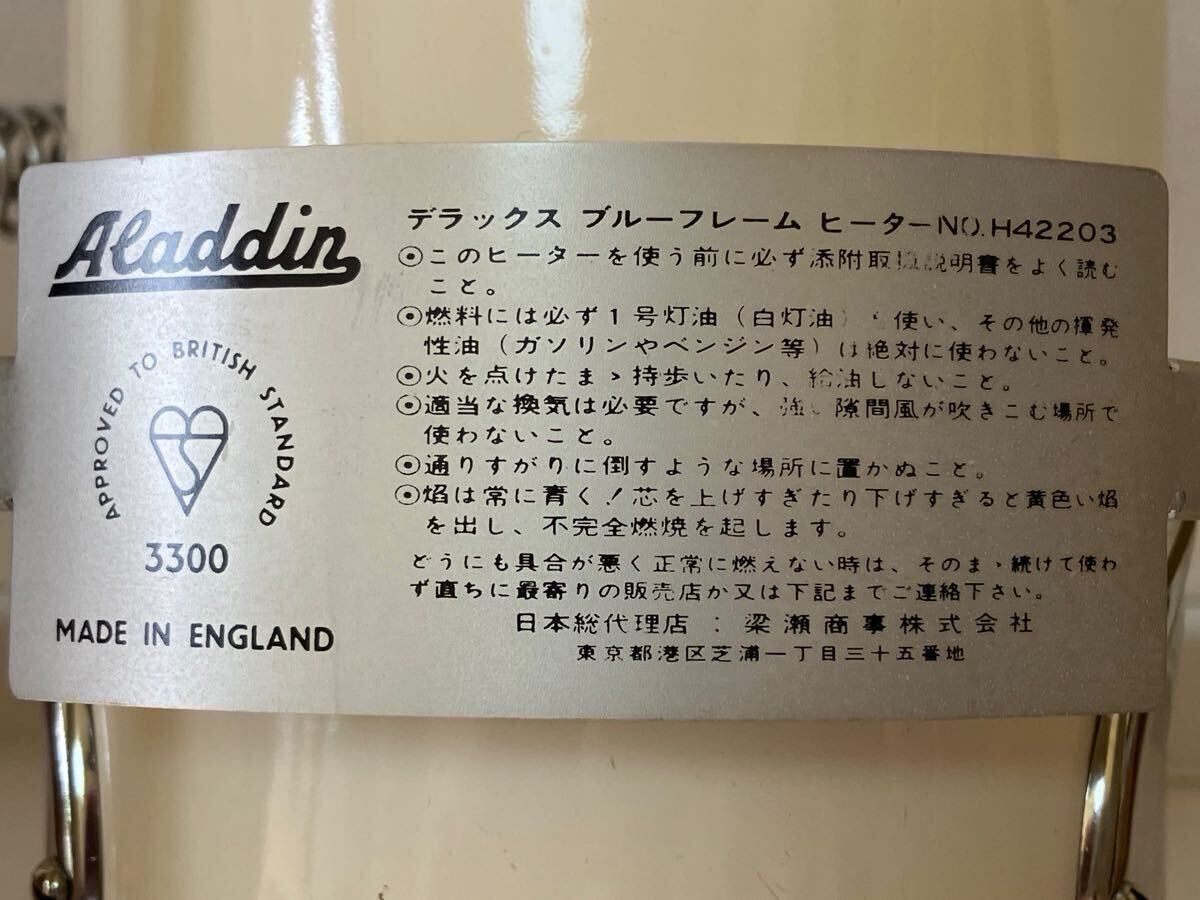 Aladdin
APPROVED TO BRITISH STANDARD
3300
MADE IN ENGLAND
デラックス ブルーフレーム ヒーターNO.H42203
⊙このヒーターを使う前に必ず添附取扱説明書をよく読む
こと。
⊙燃料には必ず1号灯油（白灯油） 使い、その他の揮発
性油（ガソリンやベンジン等）は絶対に使わないこと。
⊙火を点けたまゝ持歩いたり、給油しないこと。
⊙適当な換気は必要ですが、強い隙間風が吹きこむ場所で
使わないこと。
⊙通りすがりに倒すような場所に置かぬこと。
⊙焰は常に青く！芯を上げすぎたり下げすぎると黄色い焰
を出し、不完全燃焼を起します。
どうにも具合が悪く正常に燃えない時は、そのまゝ続けて使わ
ず直ちに最寄りの販売店か又は下記までご連絡下さい。
日本総代理店：梁瀬商事株式会社
東京都港区芝浦一丁目三十五番地